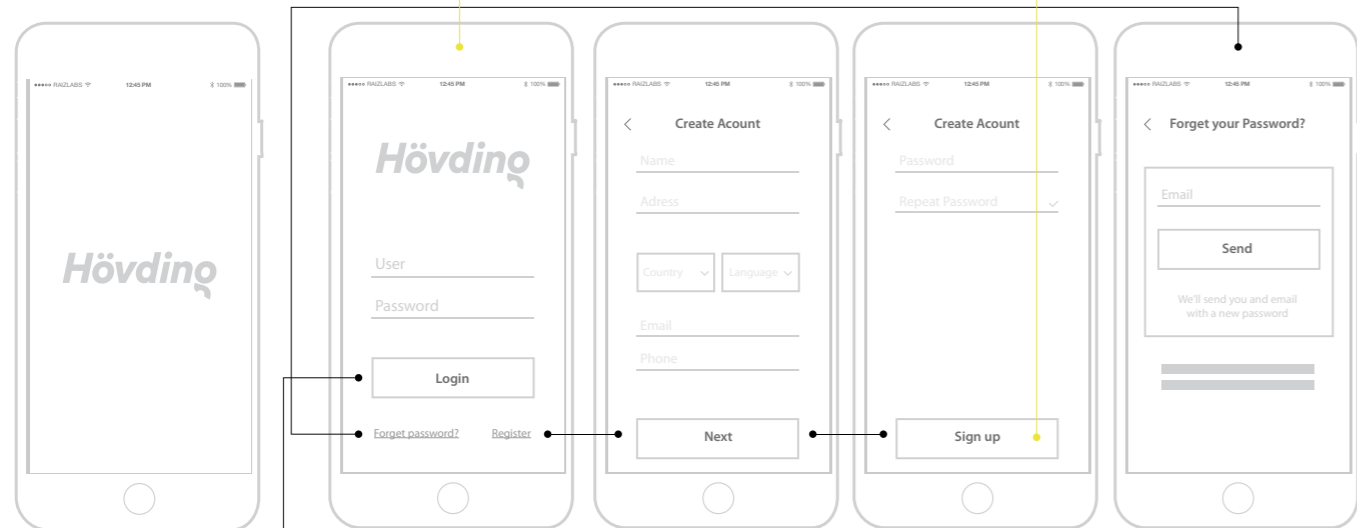 RAIZLABS 12:45 PM 100%
Hövding
RAIZLABS 12:45 PM 100%
Hövding
User
Password
Login
Forget password? Register
RAIZLABS 12:45 PM 100%
Create Acount
Name
Adress
Country Language
Email
Phone
Next
RAIZLABS 12:45 PM 100%
Create Acount
Password
Repeat Password
Sign up
RAIZLABS 12:45 PM 100%
Forget your Password?
Email
Send
We'll send you and email
with a new password